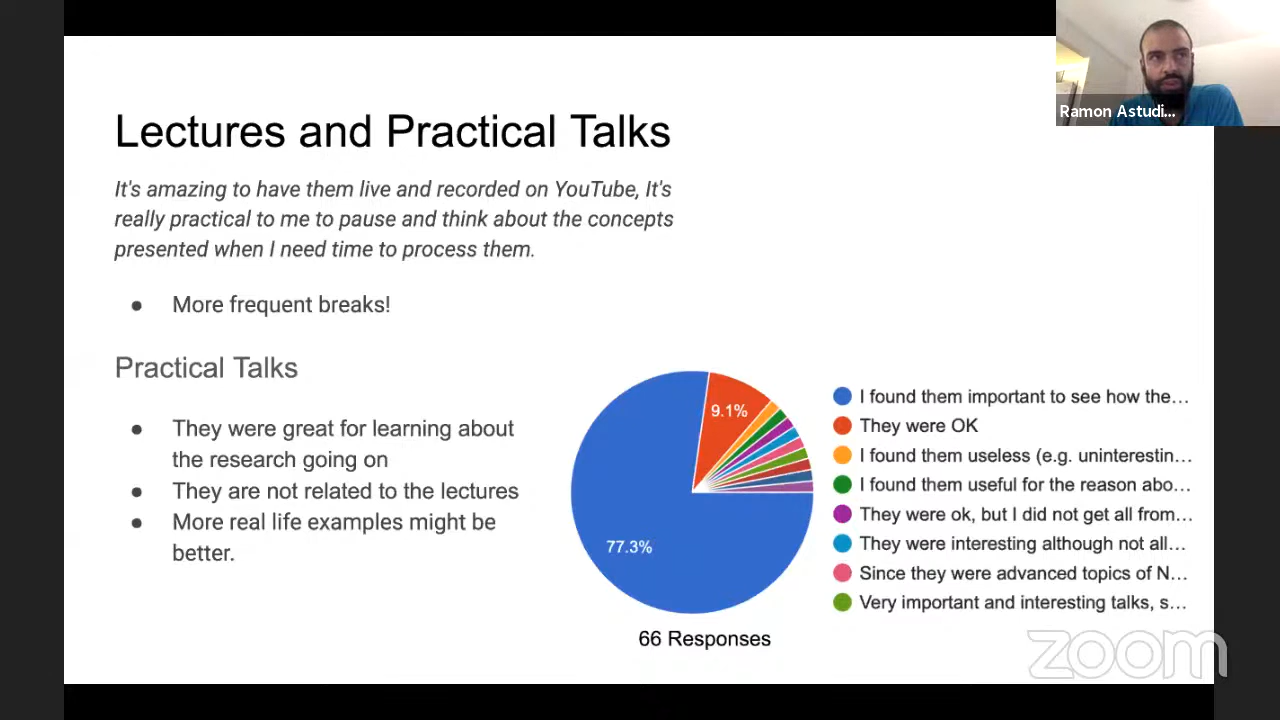 Ramon Astudi...
Lectures and Practical Talks
It's amazing to have them live and recorded on YouTube, It's
really practical to me to pause and think about the concepts
presented when I need time to process them.
● More frequent breaks!
Practical Talks
● They were great for learning about
the research going on
● They are not related to the lectures
● More real life examples might be
better.
9.1%
77.3%
66 Responses
I found them important to see how the...
They were OK
I found them useless (e.g. uninterestin...
I found them useful for the reason abo...
They were ok, but I did not get all from...
They were interesting although not all...
Since they were advanced topics of N...
Very important and interesting talks, s...
zoom